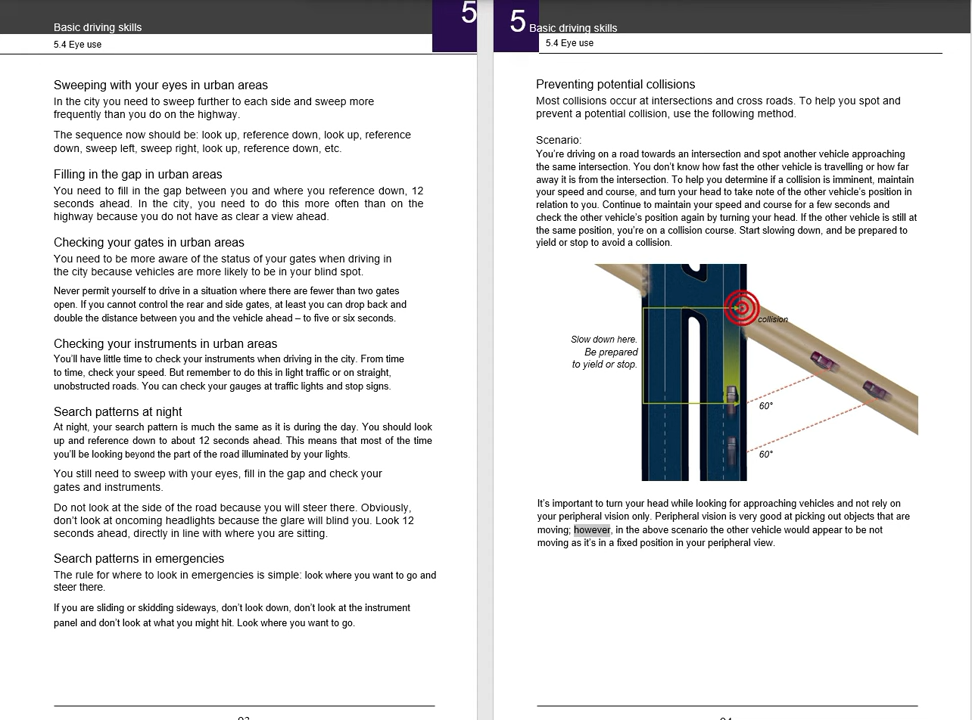 5
Basic driving skills
5.4 Eye use
Sweeping with your eyes in urban areas
In the city you need to sweep further to each side and sweep more
frequently than you do on the highway.
The sequence now should be: look up, reference down, look up, reference
down, sweep left, sweep right, look up, reference down, etc.
Filling in the gap in urban areas
You need to fill in the gap between you and where you reference down, 12
seconds ahead. In the city, you need to do this more often than on the
highway because you do not have as clear a view ahead.
Checking your gates in urban areas
You need to be more aware of the status of your gates when driving in
the city because vehicles are more likely to be in your blind spot.
Never permit yourself to drive in a situation where there are fewer than two gates
open. If you cannot control the rear and side gates, at least you can drop back and
double the distance between you and the vehicle ahead – to five or six seconds.
Checking your instruments in urban areas
You'll have little time to check your instruments when driving in the city. From time
to time, check your speed. But remember to do this in light traffic or on straight,
unobstructed roads. You can check your gauges at traffic lights and stop signs.
Search patterns at night
At night, your search pattern is much the same as it is during the day. You should look
up and reference down to about 12 seconds ahead. This means that most of the time
you'll be looking beyond the part of the road illuminated by your lights.
You still need to sweep with your eyes, fill in the gap and check your
gates and instruments.
Do not look at the side of the road because you will steer there. Obviously,
don't look at oncoming headlights because the glare will blind you. Look 12
seconds ahead, directly in line with where you are sitting.
Search patterns in emergencies
The rule for where to look in emergencies is simple: look where you want to go and
steer there.
If you are sliding or skidding sideways, don't look down, don't look at the instrument
panel and don't look at what you might hit. Look where you want to go.
5 Basic driving skills
5.4 Eye use
Preventing potential collisions
Most collisions occur at intersections and cross roads. To help you spot and
prevent a potential collision, use the following method.
Scenario:
You're driving on a road towards an intersection and spot another vehicle approaching
the same intersection. You don't know how fast the other vehicle is travelling or how far
away it is from the intersection. To help you determine if a collision is imminent, maintain
your speed and course, and turn your head to take note of the other vehicle's position in
relation to you. Continue to maintain your speed and course for a few seconds and
check the other vehicle's position again by turning your head. If the other vehicle is still at
the same position, you're on a collision course. Start slowing down, and be prepared to
yield or stop to avoid a collision.
collision
Slow down here.
Be prepared
to yield or stop.
60°
60°
It's important to turn your head while looking for approaching vehicles and not rely on
your peripheral vision only. Peripheral vision is very good at picking out objects that are
moving; however, in the above scenario the other vehicle would appear to be not
moving as it's in a fixed position in your peripheral view.